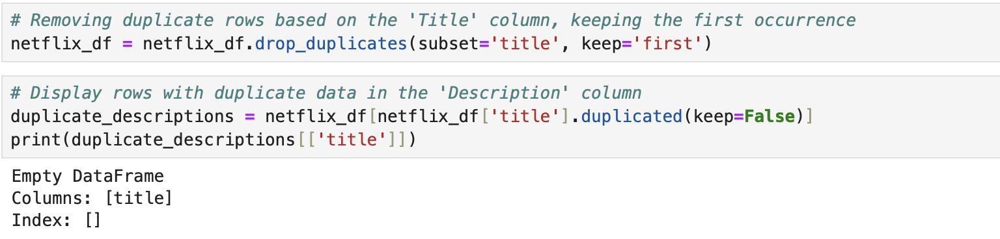 # Removing duplicate rows based on the 'Title' column, keeping the first occurrence
netflix_df = netflix_df.drop_duplicates(subset='title', keep='first')
# Display rows with duplicate data in the 'Description' column
duplicate_descriptions = netflix_df[netflix_df['title'].duplicated(keep=False)]
print(duplicate_descriptions[['title']])
Empty DataFrame
Columns: [title]
Index: []